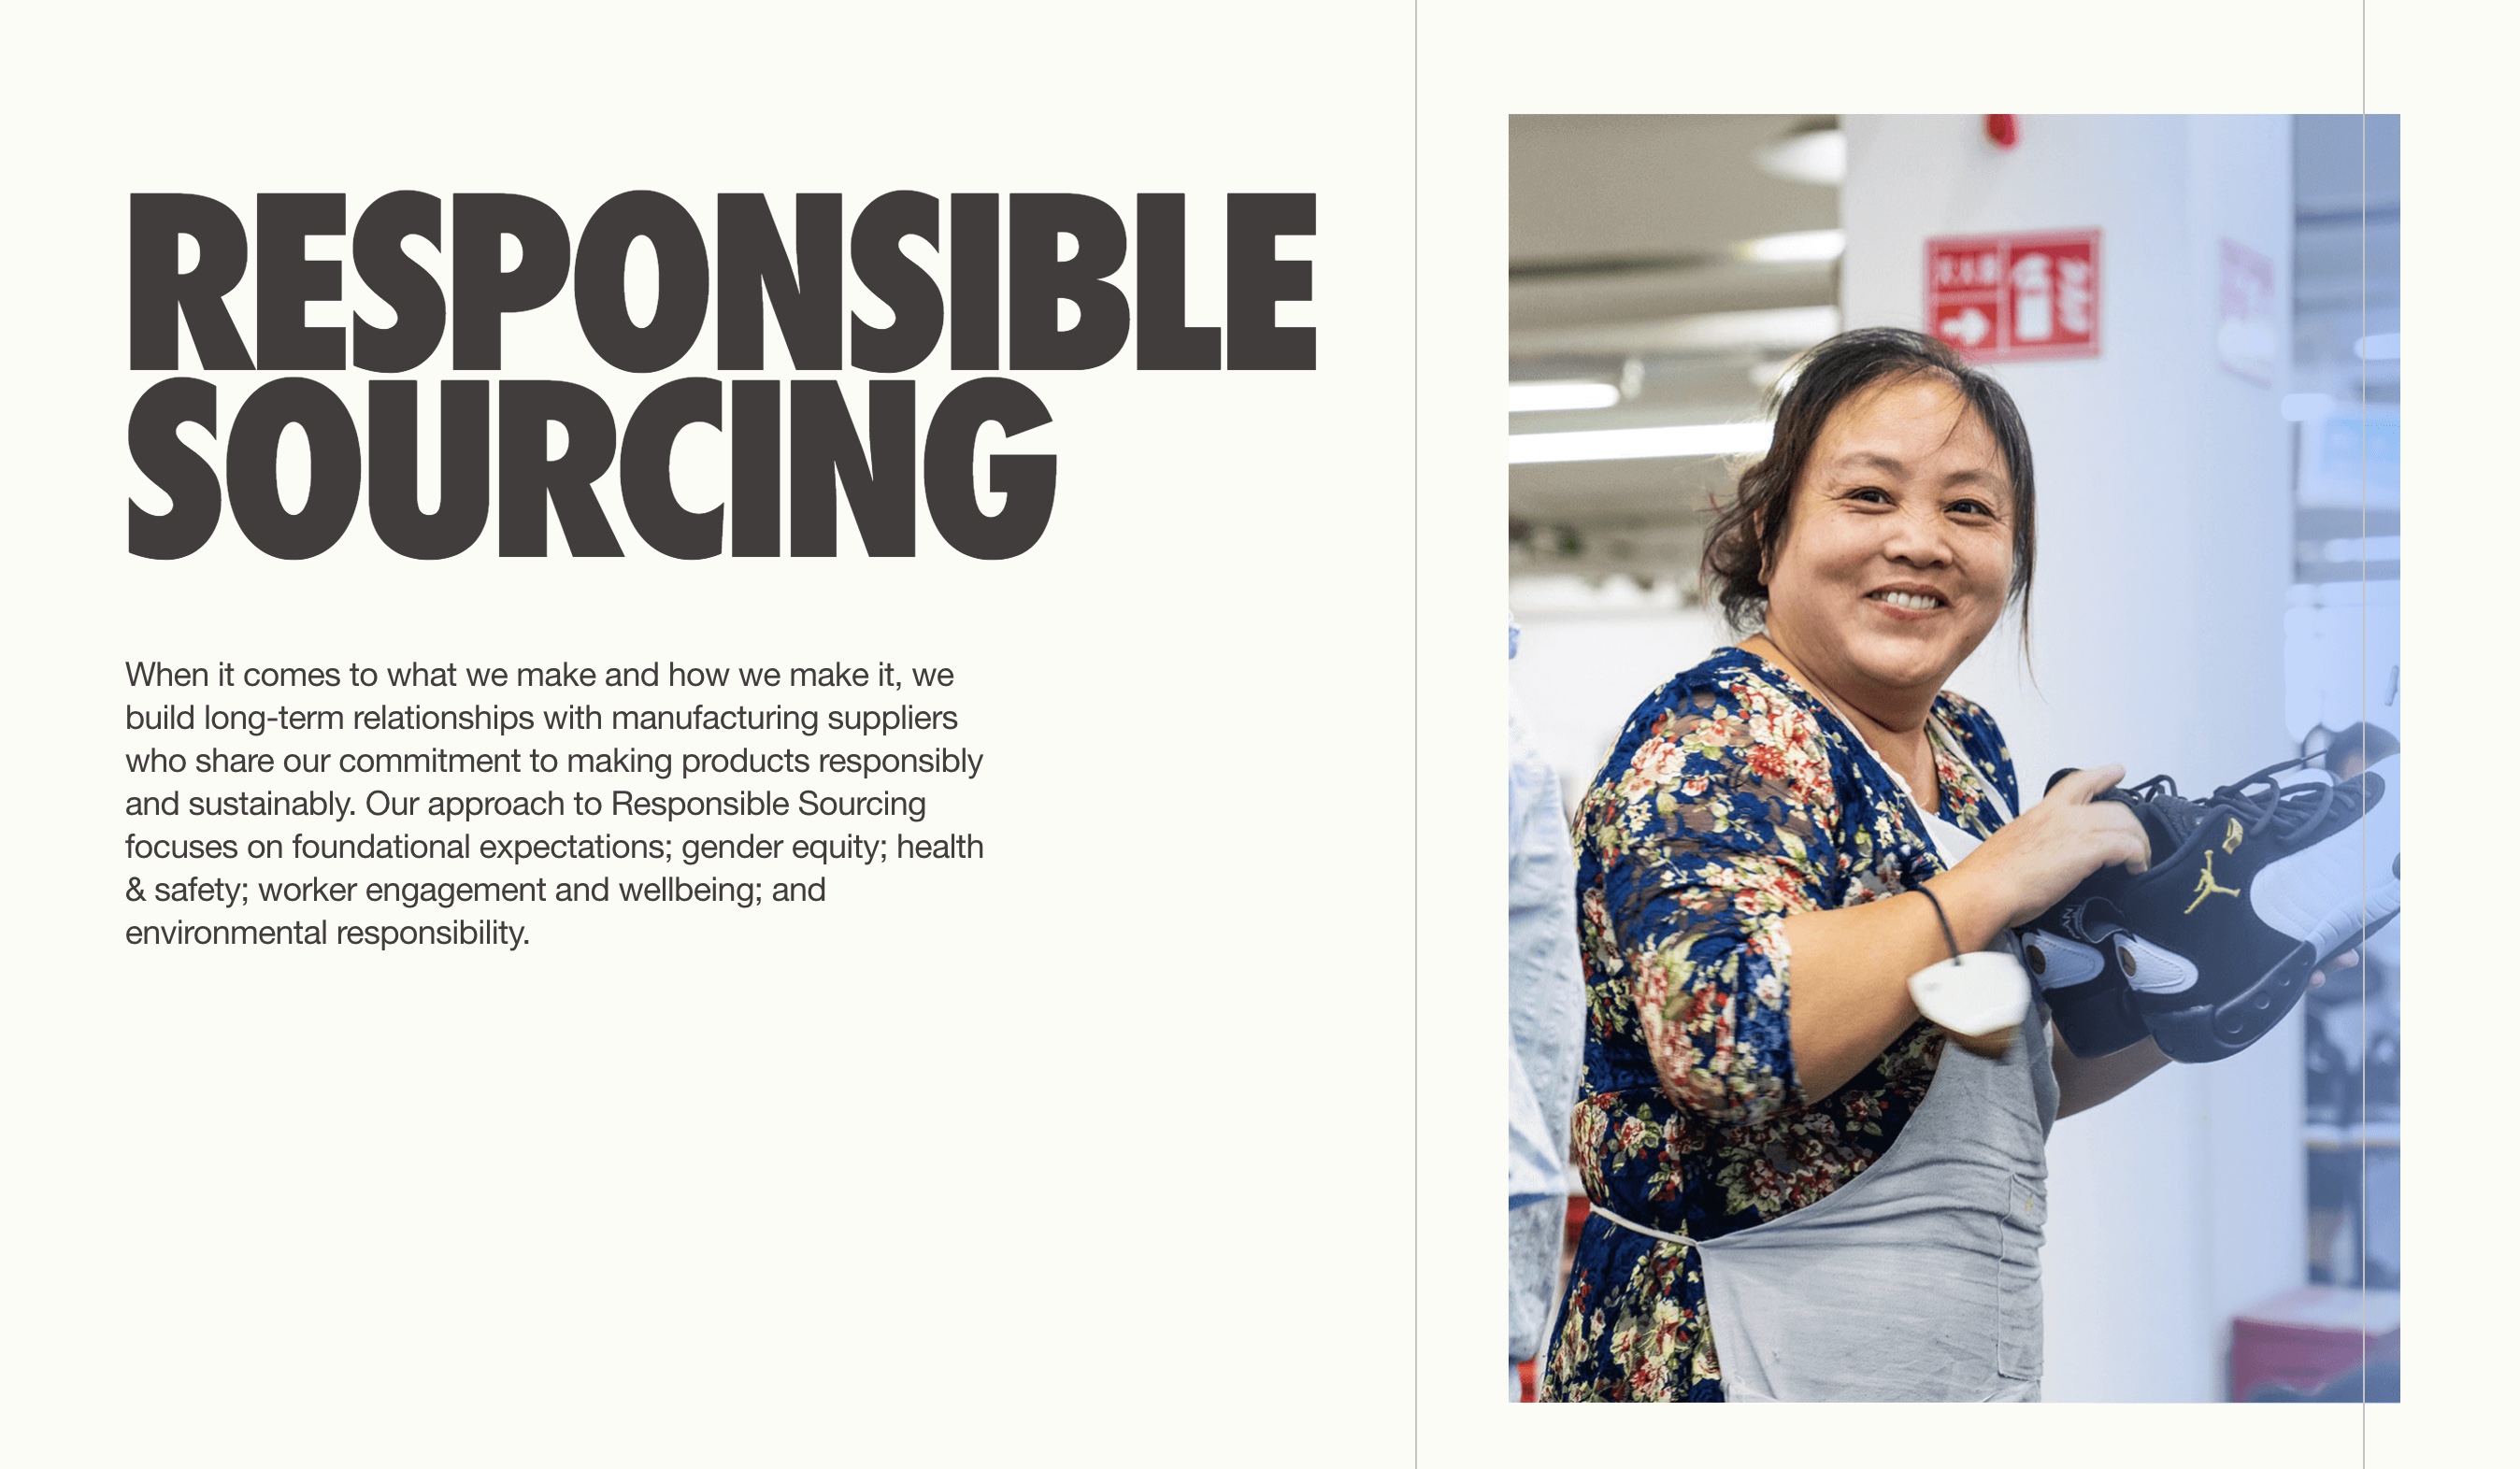 RESPONSIBLE
SOURCING
When it comes to what we make and how we make it, we
build long-term relationships with manufacturing suppliers
who share our commitment to making products responsibly
and sustainably. Our approach to Responsible Sourcing
focuses on foundational expectations; gender equity; health
& safety; worker engagement and wellbeing; and
environmental responsibility.